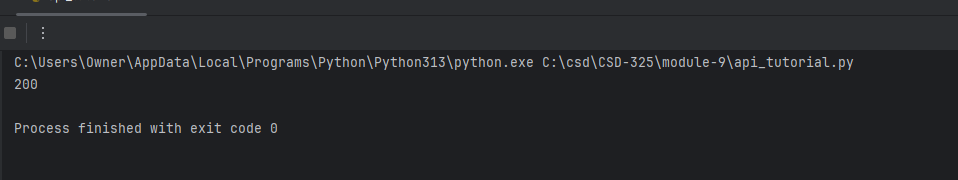 C:\Users\Owner\AppData\Local\Programs\Python\Python313\python.exe C:\csd\CSD-325\module-9\api_tutorial.py
200
Process finished with exit code 0